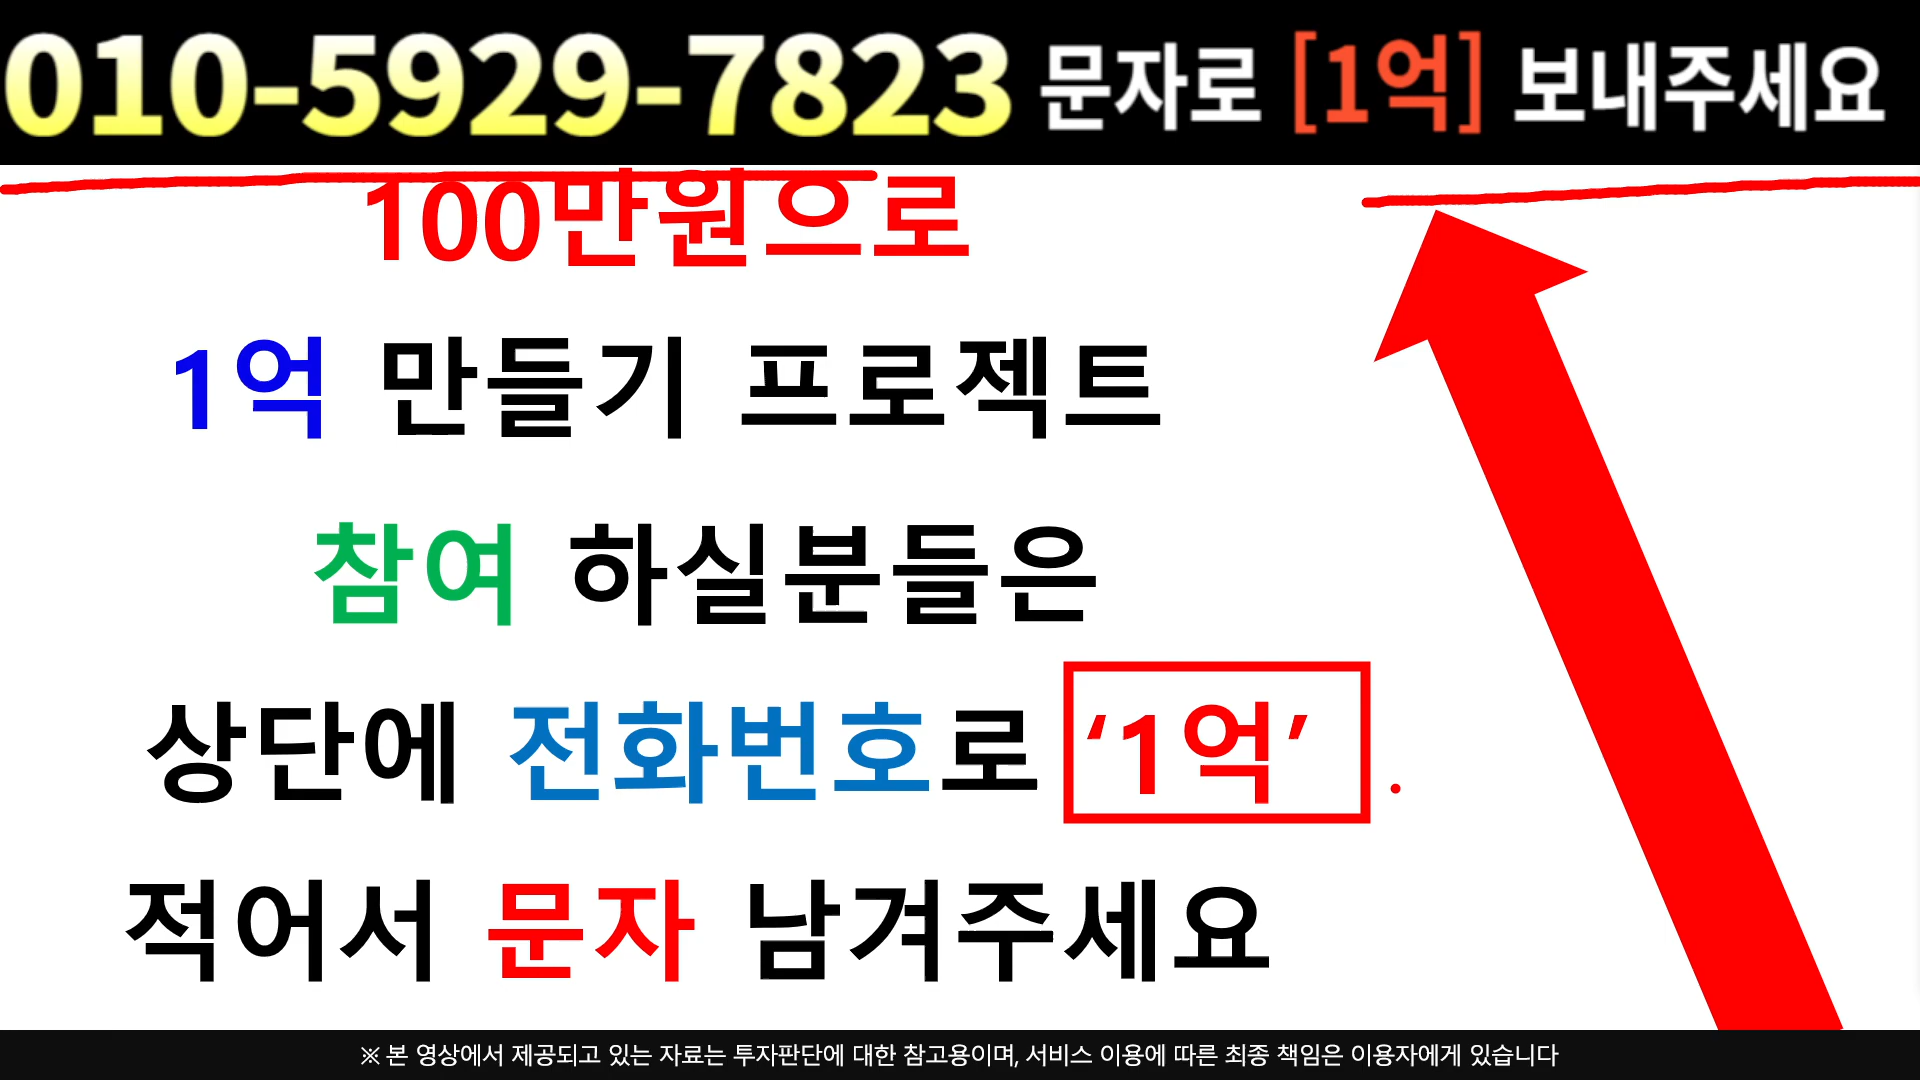 010-5929-7823 문자로 [1억] 보내주세요
100만원으로
1억 만들기 프로젝트
참여 하실분들은
상단에 전화번호로 ‘1억’ .
적어서 문자 남겨주세요
※ 본 영상에서 제공되고 있는 자료는 투자판단에 대한 참고용이며, 서비스 이용에 따른 최종 책임은 이용자에게 있습니다